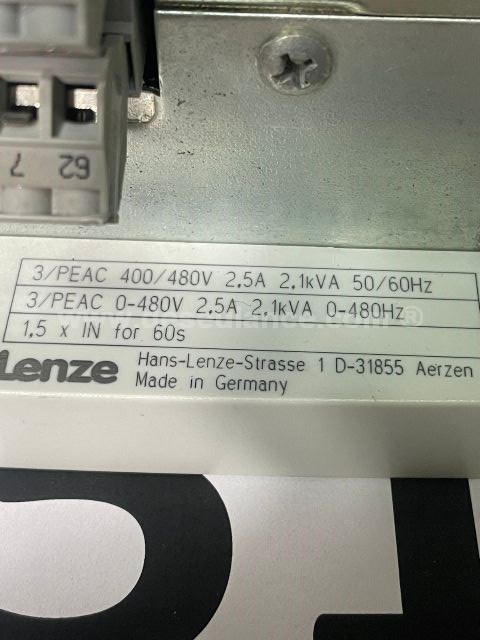 7 62
3/PEAC 400/480V 2,5A 2,1kVA 50/60Hz
3/PEAC 0-480V 2,5A 2,1kVA 0-480Hz
1,5 x IN for 60s
Lenze Hans-Lenze-Strasse 1 D-31855 Aerzen
Made in Germany